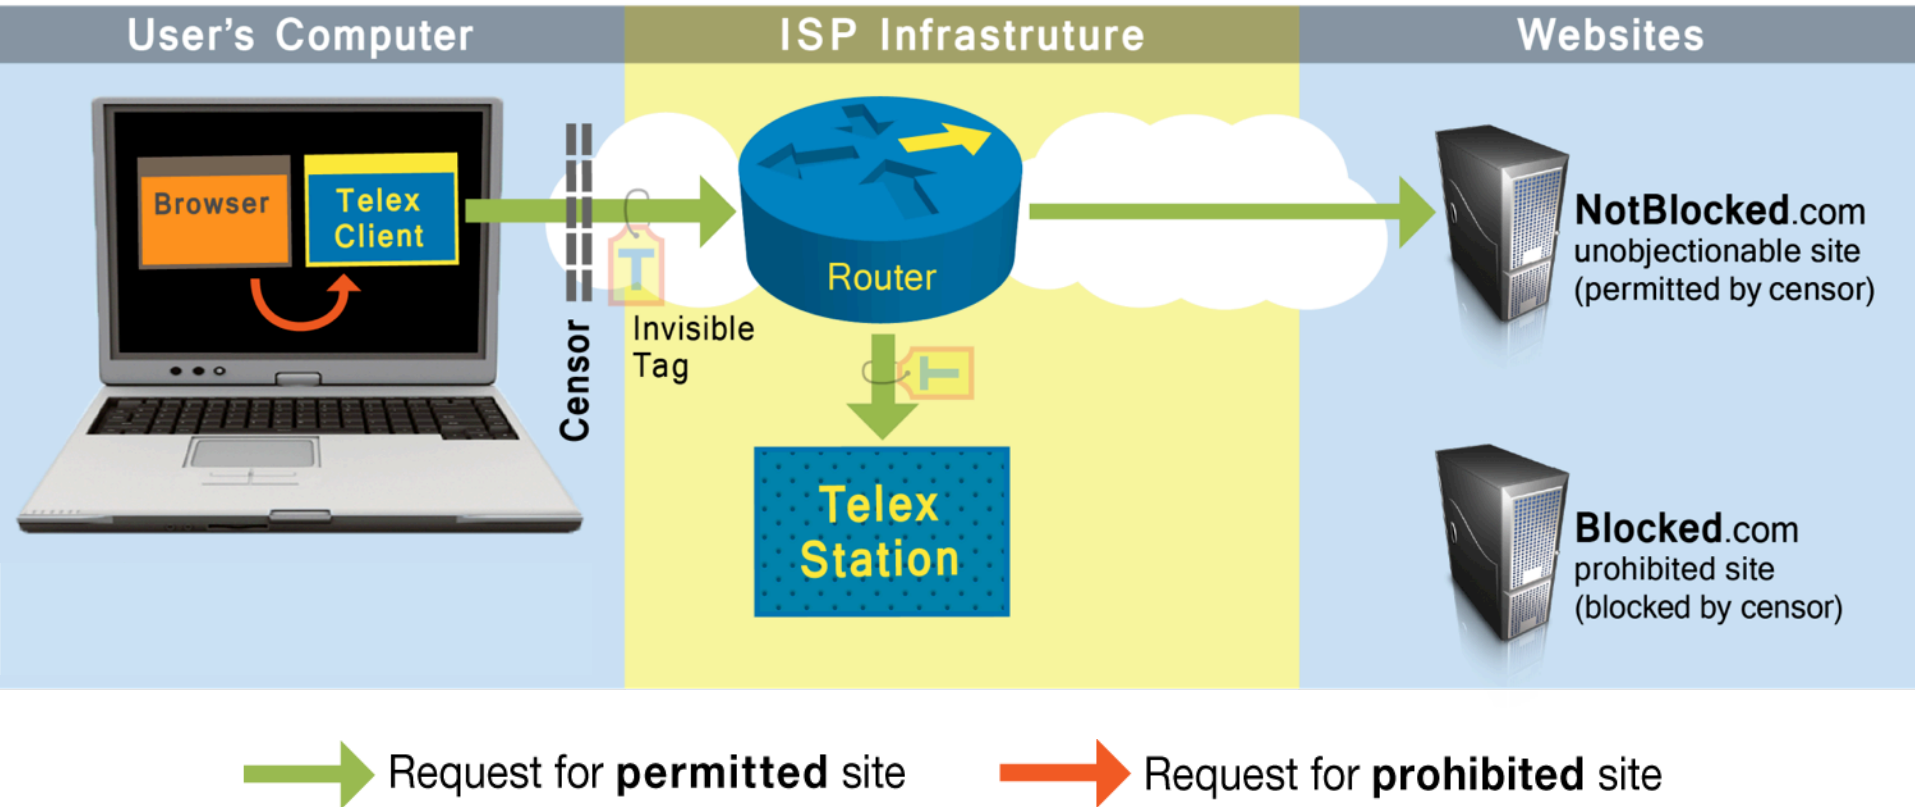 User's Computer
ISP Infrastruture
Websites
Browser
Telex
Client
Censor
T
Invisible
Tag
Router
T
Telex
Station
NotBlocked.com
unobjectionable site
(permitted by censor)
Blocked.com
prohibited site
(blocked by censor)
Request for permitted site
Request for prohibited site